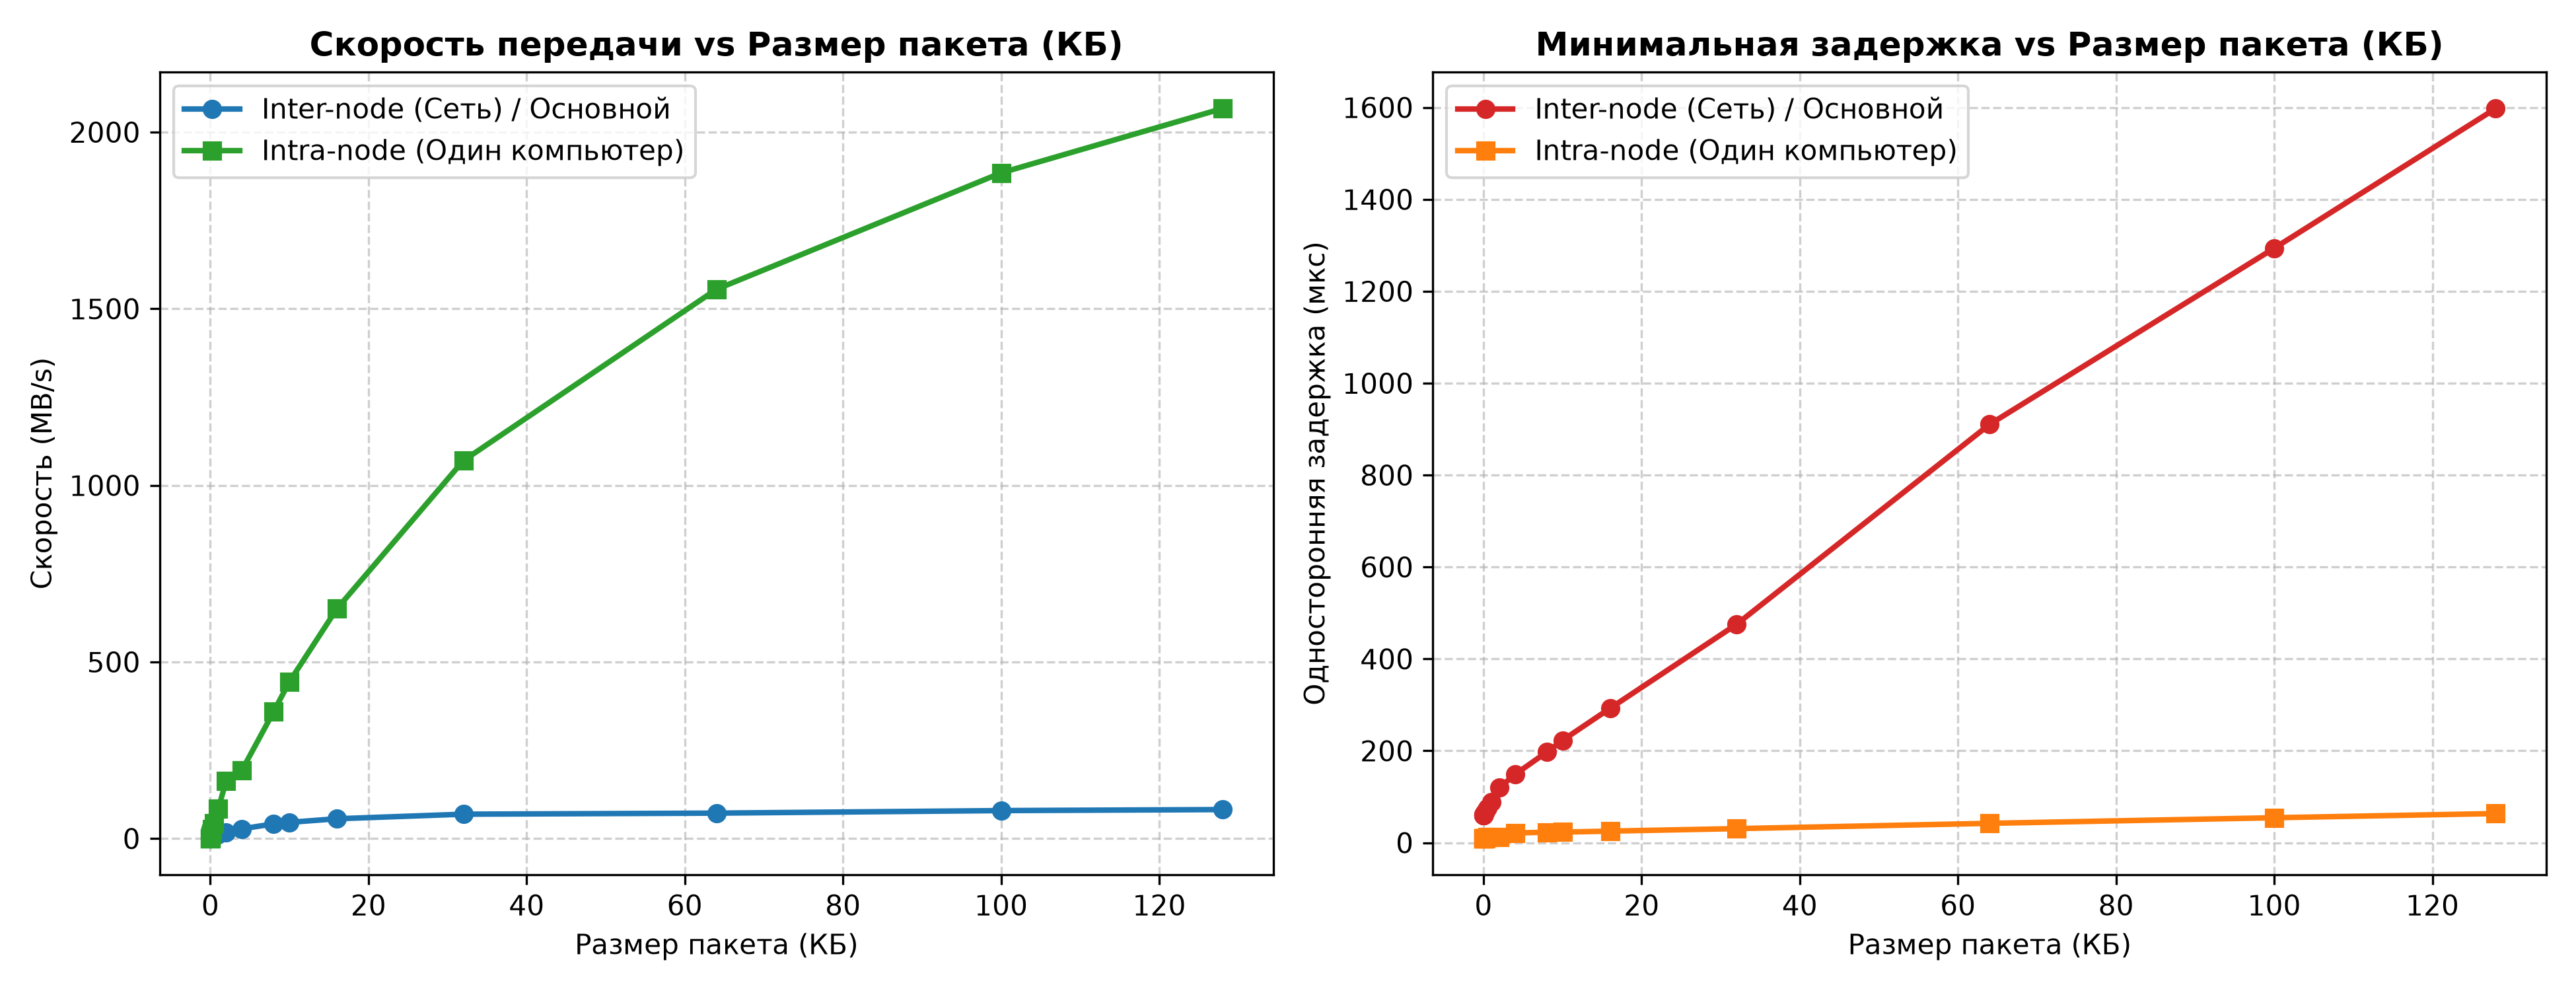 Скорость передачи vs Размер пакета (КБ)
Inter-node (Сеть) / Основной
Intra-node (Один компьютер)
2000
1500
1000
500
0
Скорость (MB/s)
0 20 40 60 80 100 120
Размер пакета (КБ)
Минимальная задержка vs Размер пакета (КБ)
Inter-node (Сеть) / Основной
Intra-node (Один компьютер)
1600
1400
1200
1000
800
600
400
200
0
Односторонняя задержка (мкс)
0 20 40 60 80 100 120
Размер пакета (КБ)